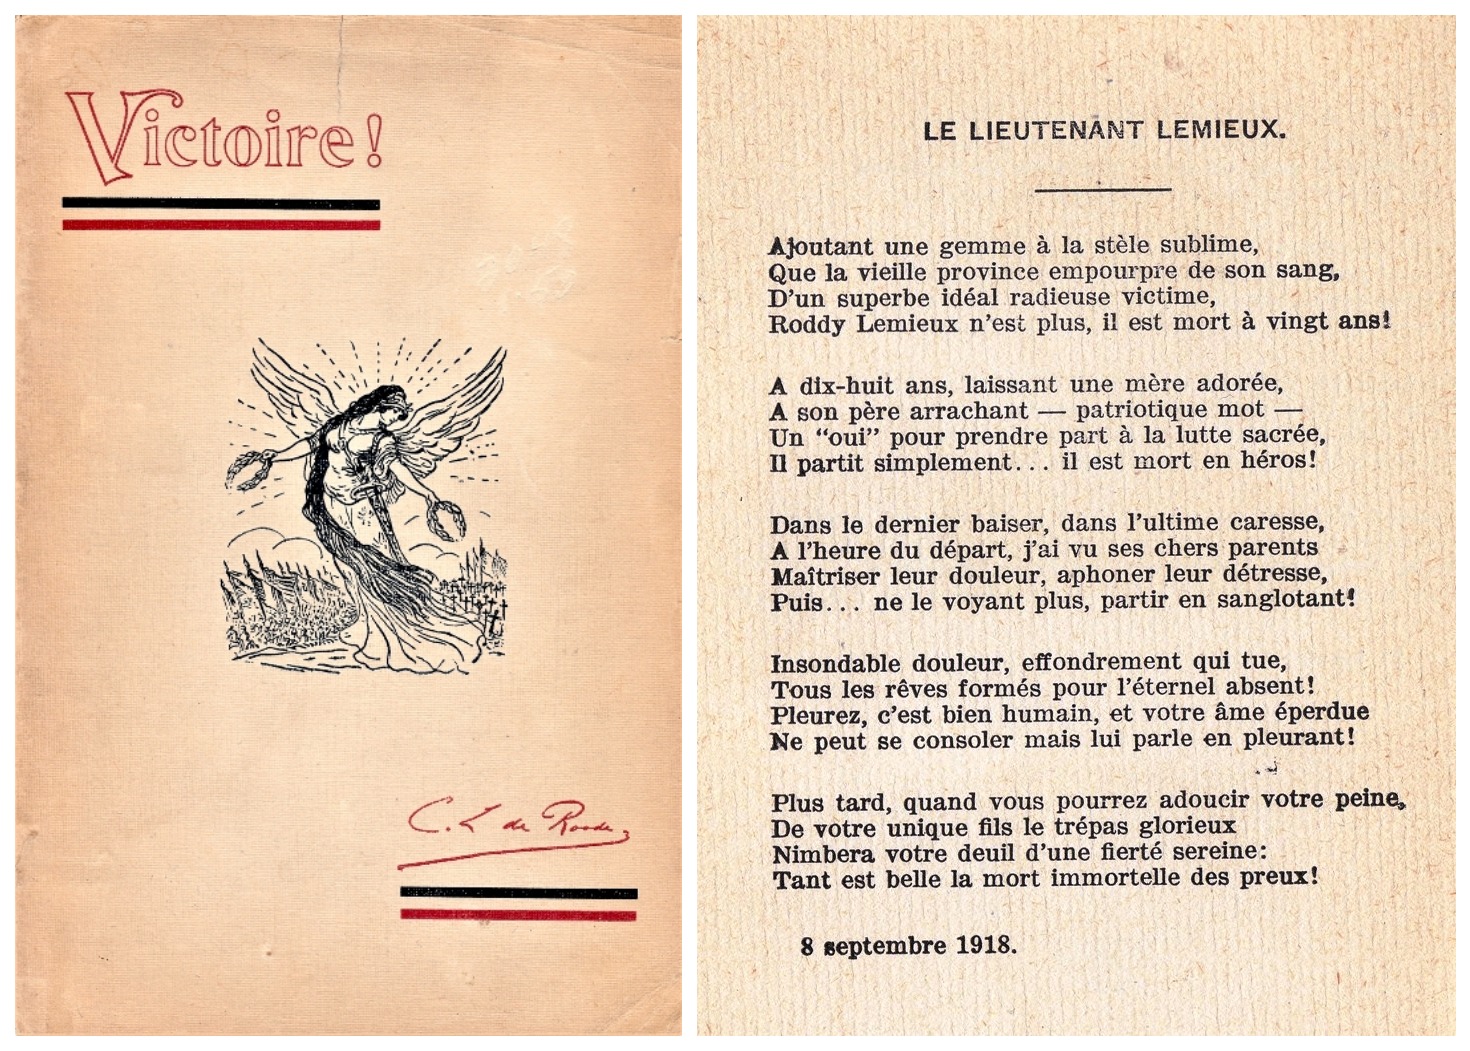 Victoire!
C. L de Roode
LE LIEUTENANT LEMIEUX.
Ajoutant une gemme à la stèle sublime,
Que la vieille province empourpre de son sang,
D'un superbe idéal radieuse victime,
Roddy Lemieux n'est plus, il est mort à vingt ans!
A dix-huit ans, laissant une mère adorée,
A son père arrachant — patriotique mot —
Un "oui" pour prendre part à la lutte sacrée,
Il partit simplement... il est mort en héros!
Dans le dernier baiser, dans l'ultime caresse,
A l'heure du départ, j'ai vu ses chers parents
Maîtriser leur douleur, aphoner leur détresse,
Puis... ne le voyant plus, partir en sanglotant!
Insondable douleur, effondrement qui tue,
Tous les rêves formés pour l'éternel absent!
Pleurez, c'est bien humain, et votre âme éperdue
Ne peut se consoler mais lui parle en pleurant!
Plus tard, quand vous pourrez adoucir votre peine,
De votre unique fils le trépas glorieux
Nimbera votre deuil d'une fierté sereine:
Tant est belle la mort immortelle des preux!
8 septembre 1918.